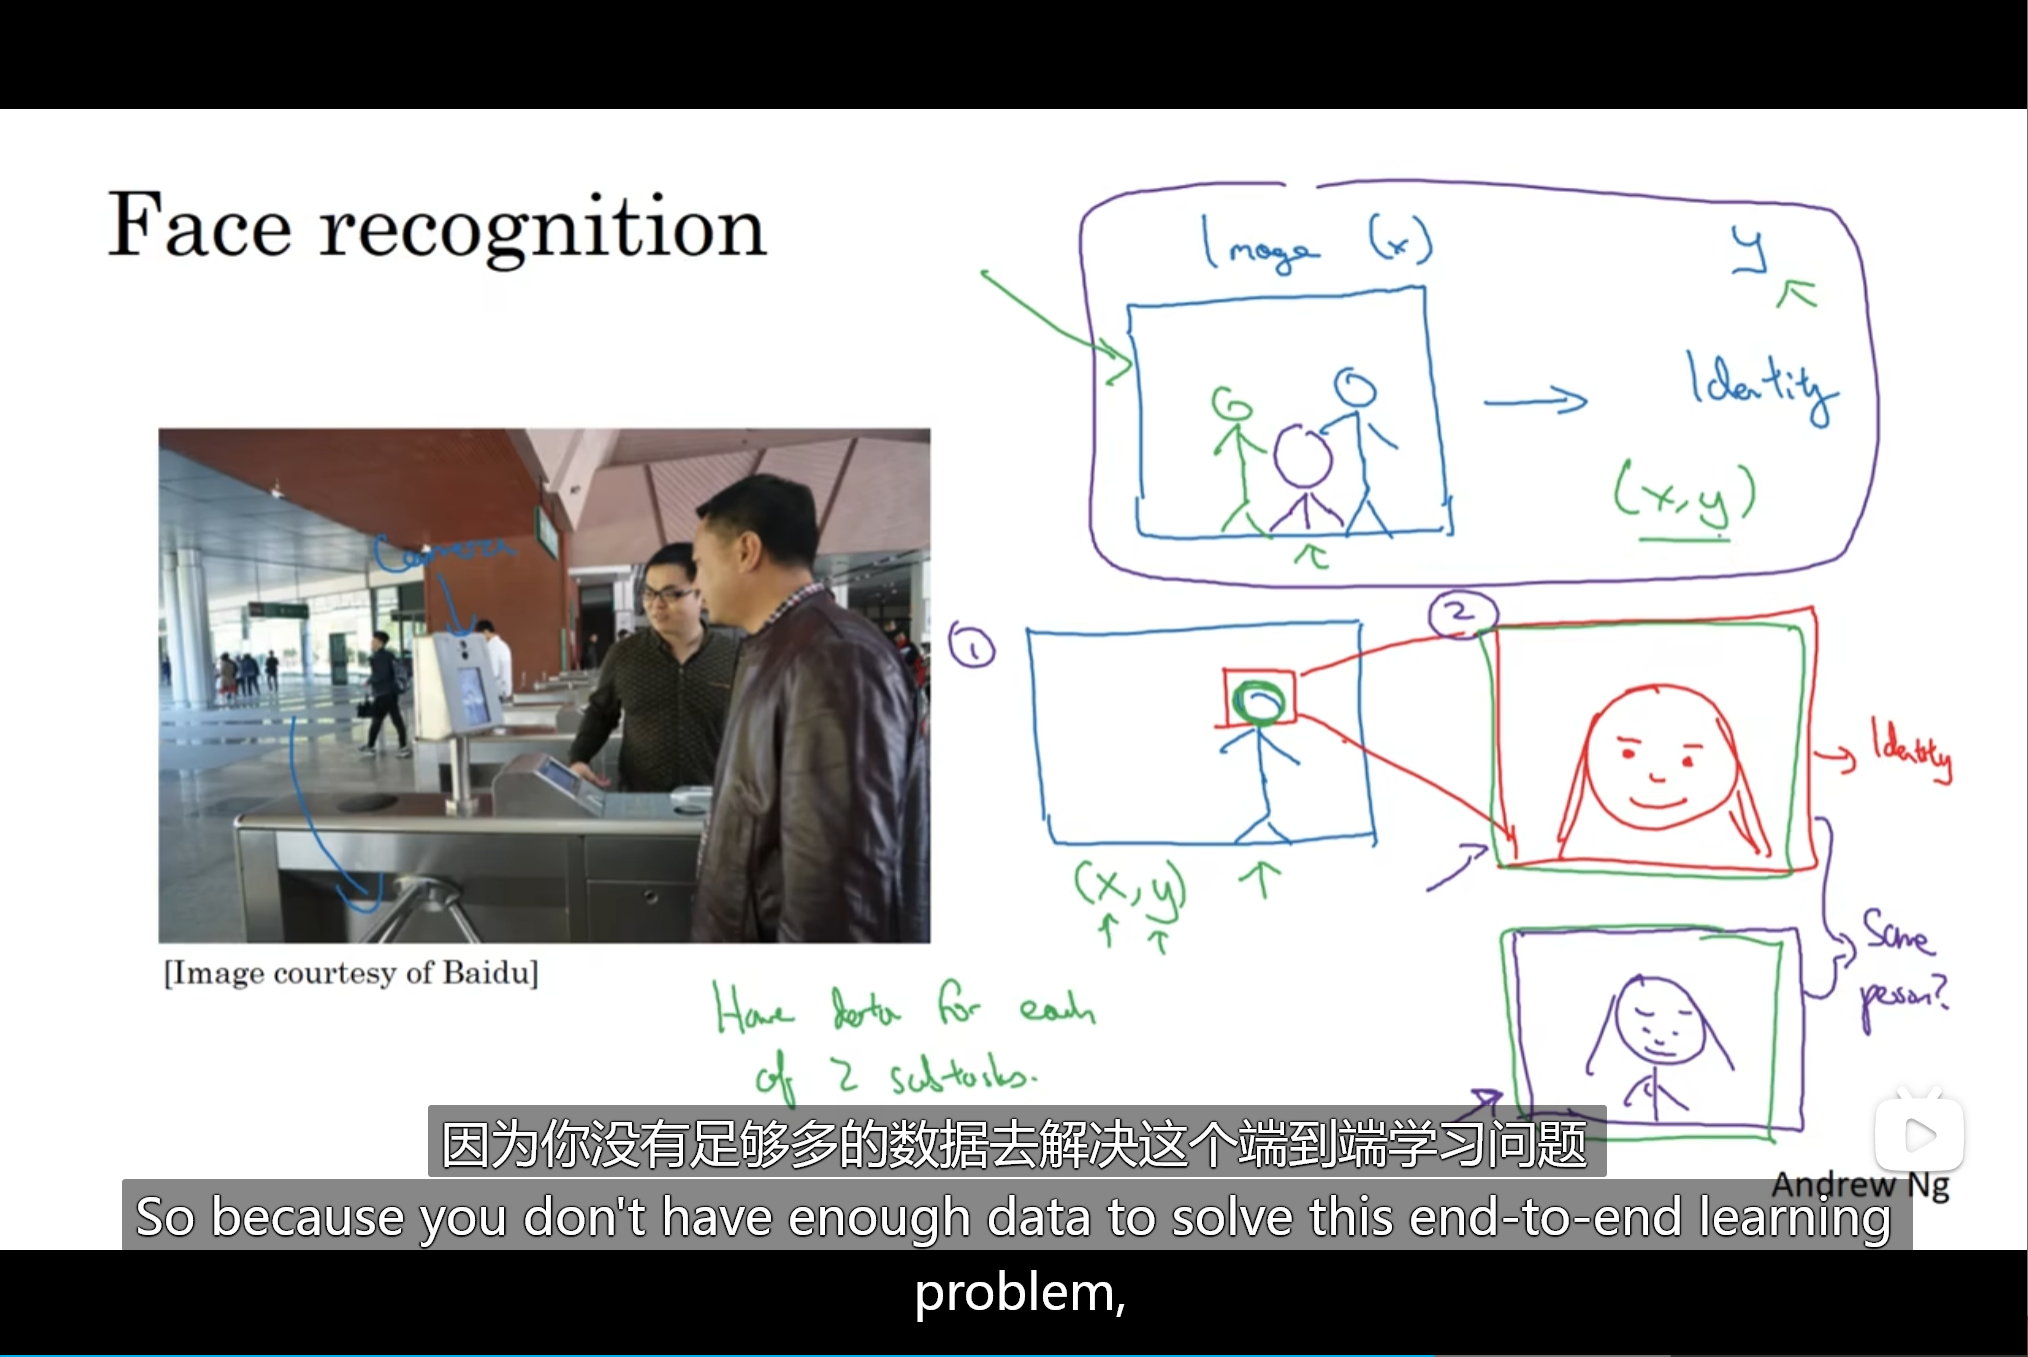 Face recognition
Image (x)
y
Identity
(x,y)
Camera
1
2
Identity
(x, y)
Same
person?
[Image courtesy of Baidu]
Have data for each
of 2 subtasks.
因为你没有足够多的数据去解决这个端到端学习问题
Andrew Ng
So because you don't have enough data to solve this end-to-end learning
problem,